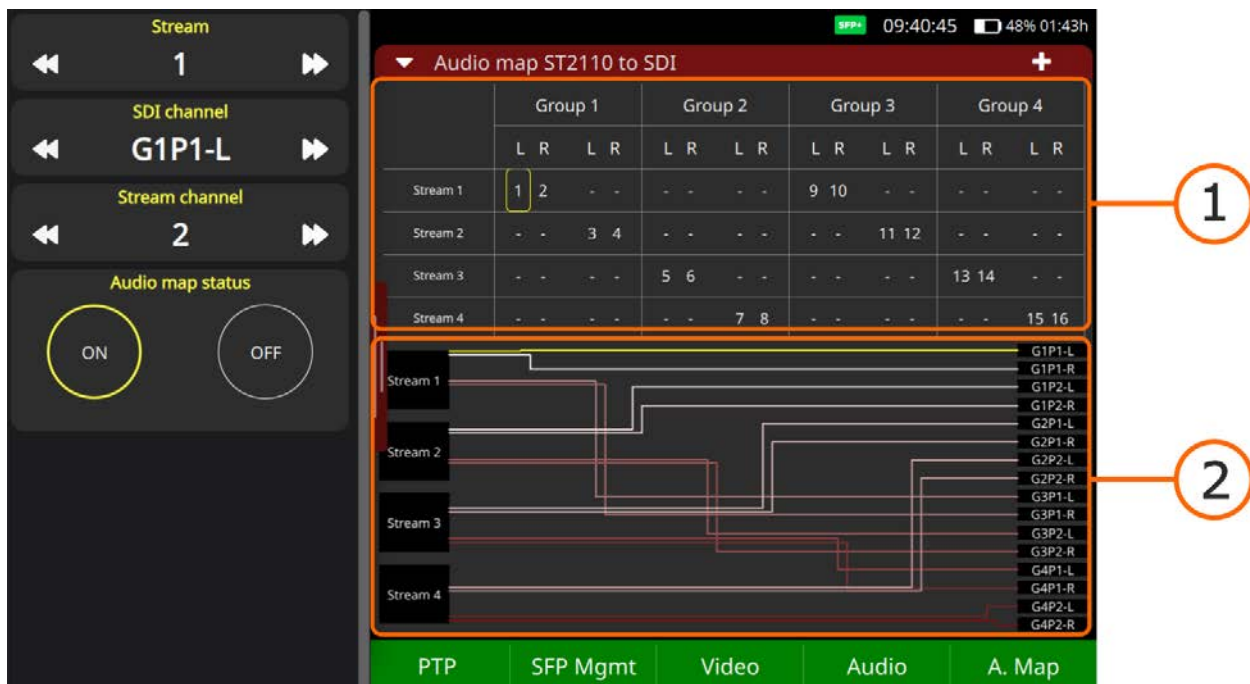 Stream
1
SDI channel
G1P1-L
Stream channel
2
Audio map status
ON OFF
SFP+ 09:40:45 48% 01:43h
Audio map ST2110 to SDI +
Group 1 Group 2 Group 3 Group 4
L R L R L R L R L R L R L R L R
Stream 1 1 2 - - - - - - 9 10 - - - - - -
Stream 2 - - 3 4 - - - - - - 11 12 - - - -
Stream 3 - - - - 5 6 - - - - - - 13 14 - -
Stream 4 - - - - - - 7 8 - - - - - - 15 16
1
Stream 1
Stream 2
Stream 3
Stream 4
G1P1-L
G1P1-R
G1P2-L
G1P2-R
G2P1-L
G2P1-R
G2P2-L
G2P2-R
G3P1-L
G3P1-R
G3P2-L
G3P2-R
G4P1-L
G4P1-R
G4P2-L
G4P2-R
2
PTP SFP Mgmt Video Audio A. Map